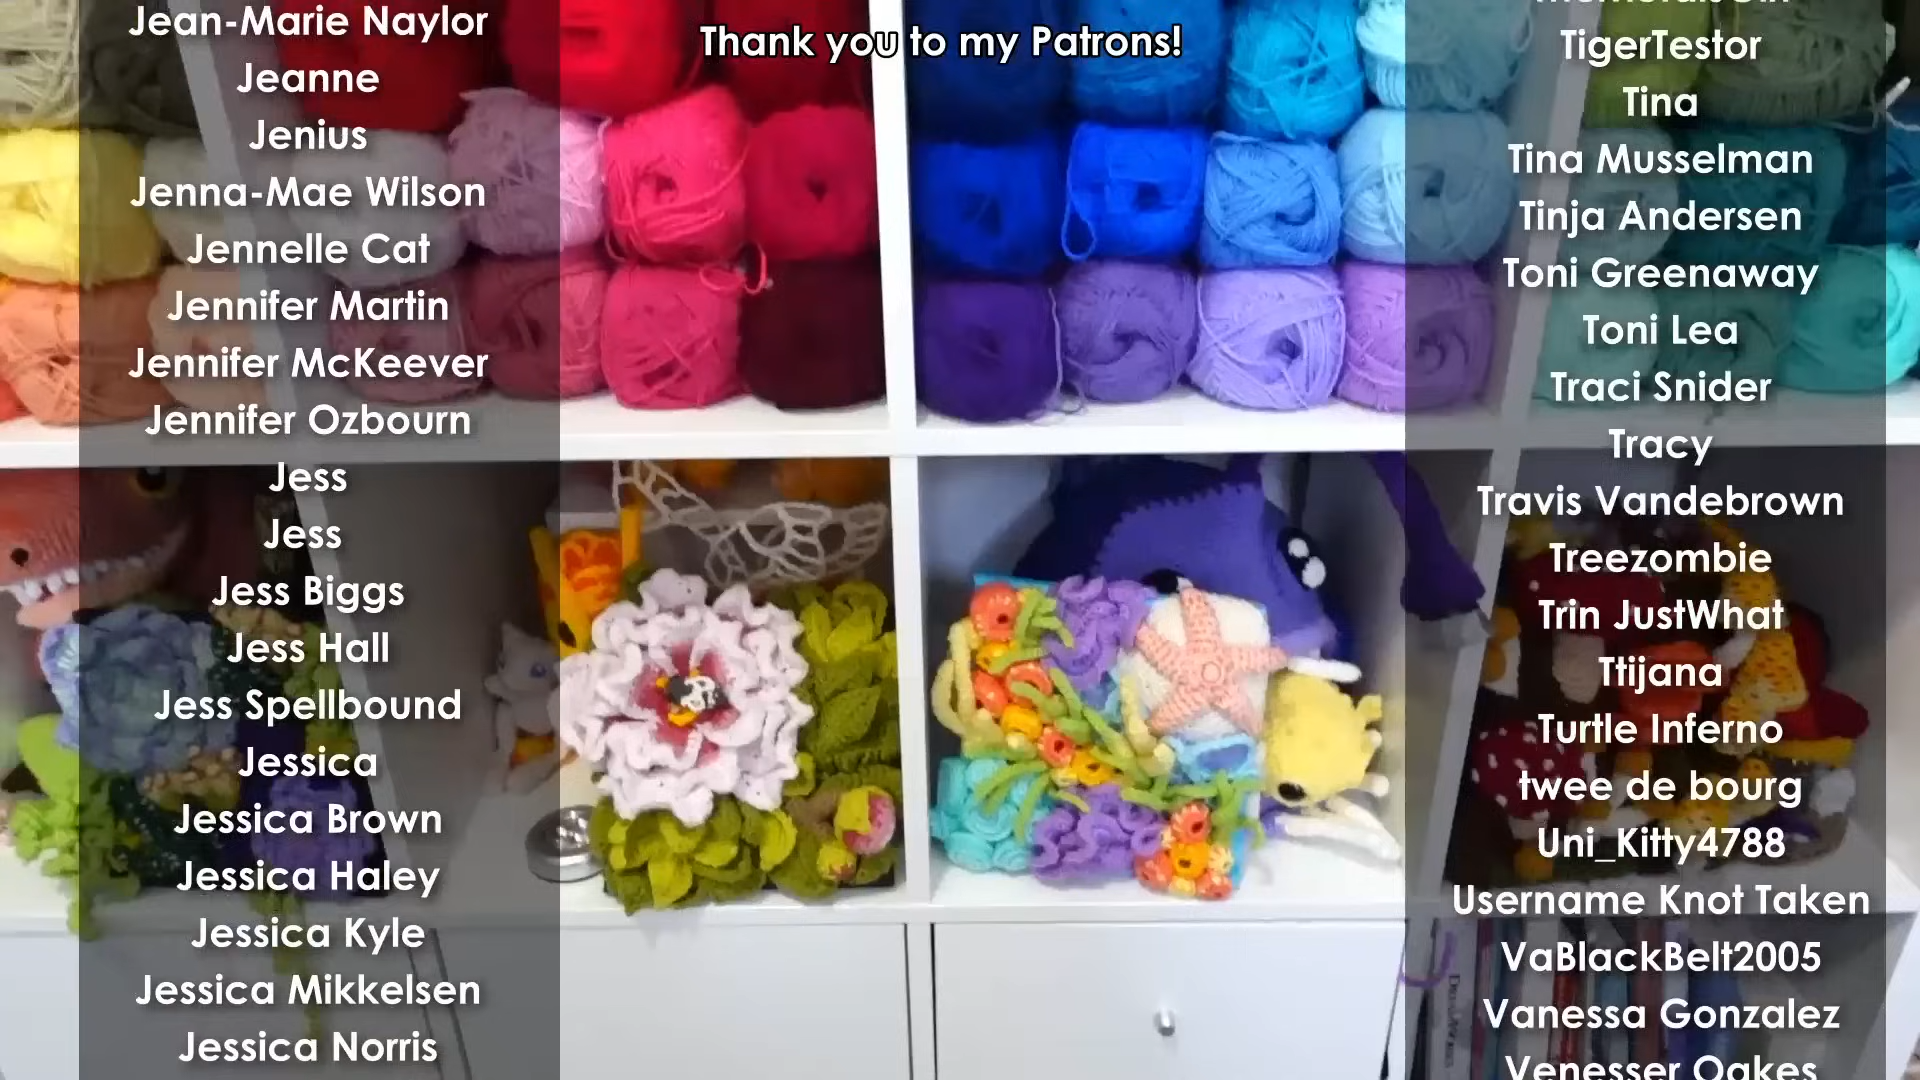 Thank you to my Patrons!
Jean-Marie Naylor
Jeanne
Jenius
Jenna-Mae Wilson
Jennelle Cat
Jennifer Martin
Jennifer McKeever
Jennifer Ozbourn
Jess
Jess
Jess Biggs
Jess Hall
Jess Spellbound
Jessica
Jessica Brown
Jessica Haley
Jessica Kyle
Jessica Mikkelsen
Jessica Norris
TigerTestor
Tina
Tina Musselman
Tinja Andersen
Toni Greenaway
Toni Lea
Traci Snider
Tracy
Travis Vandebrown
Treezombie
Trin JustWhat
Ttijana
Turtle Inferno
twee de bourg
Uni_Kitty4788
Username Knot Taken
VaBlackBelt2005
Vanessa Gonzalez
Venesser Oakes